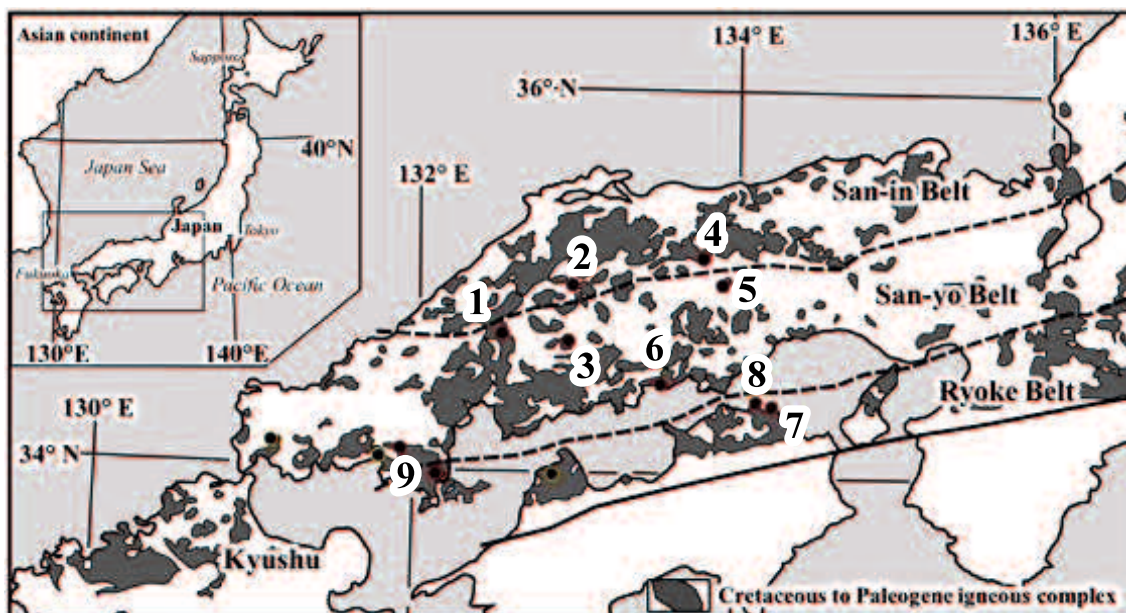 Asian continent
Sapporo
40°N
Japan Sea
Japan
Tokyo
Fukuoka
Pacific Ocean
130°E
140°E
134° E
136° E
36° N
132° E
San-in Belt
4
2
5
San-yō Belt
1
6
3
8
Ryoke Belt
7
130° E
34° N
9
Kyushu
Cretaceous to Paleogene igneous complex